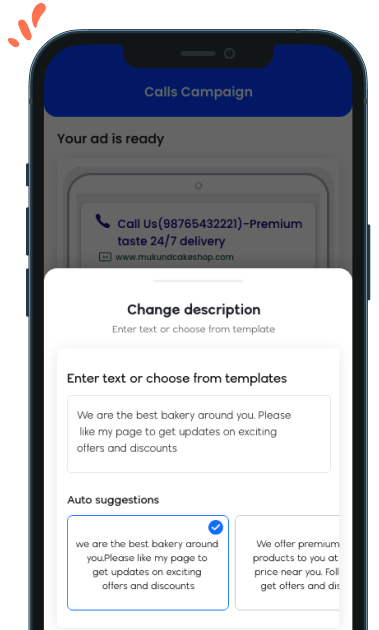 Calls Campaign
Your ad is ready
Call Us(98765432221)-Premium
taste 24/7 delivery
Ad www.mukundcakeshop.com
Change description
Enter text or choose from template
Enter text or choose from templates
We are the best bakery around you. Please
like my page to get updates on exciting
offers and discounts
Auto suggestions
we are the best bakery around
you.Please like my page to
get updates on exciting
offers and discounts
We offer premium
products to you at
price near you. Foll
get offers and dis